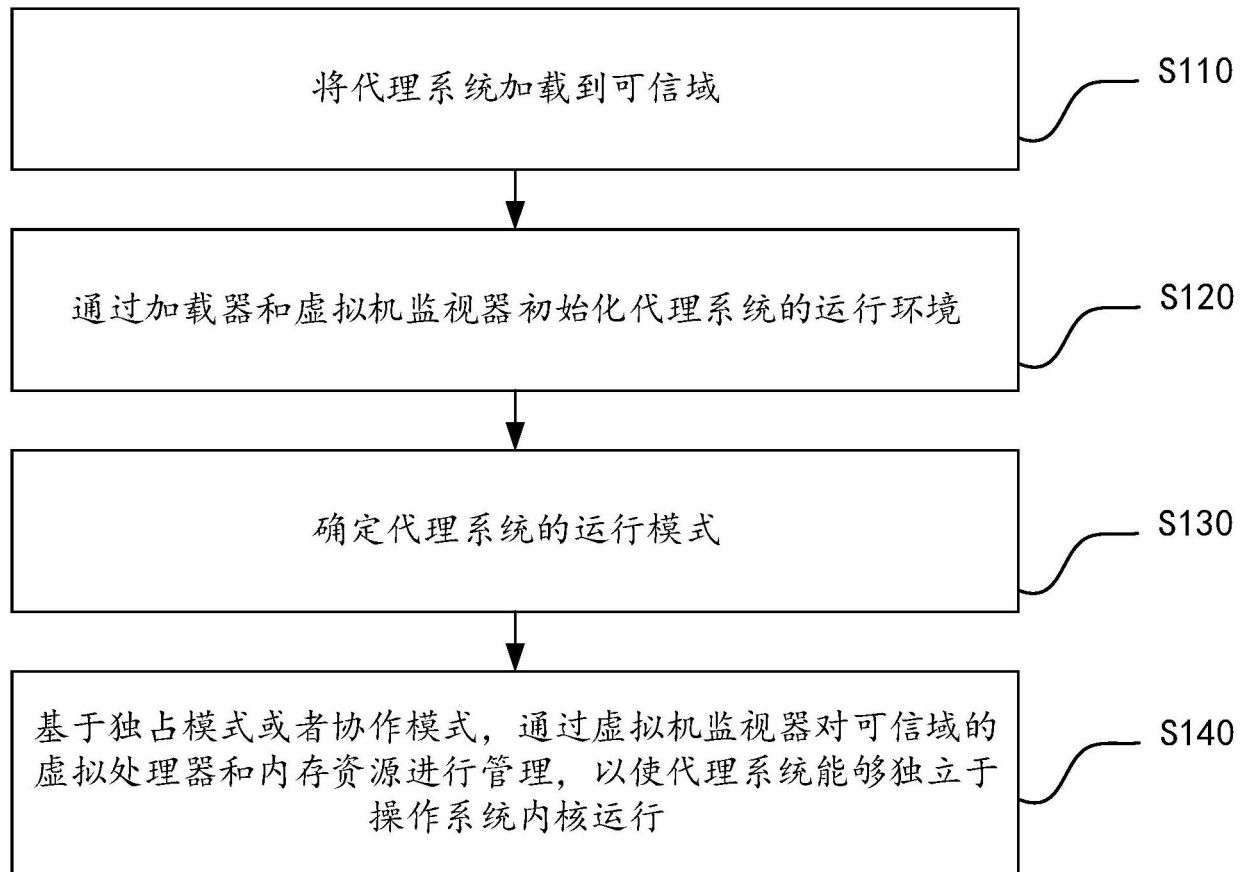 将代理系统加载到可信域
S110
通过加载器和虚拟机监视器初始化代理系统的运行环境
S120
确定代理系统的运行模式
S130
基于独占模式或者协作模式，通过虚拟机监视器对可信域的
虚拟处理器和内存资源进行管理，以使代理系统能够独立于
操作系统内核运行
S140